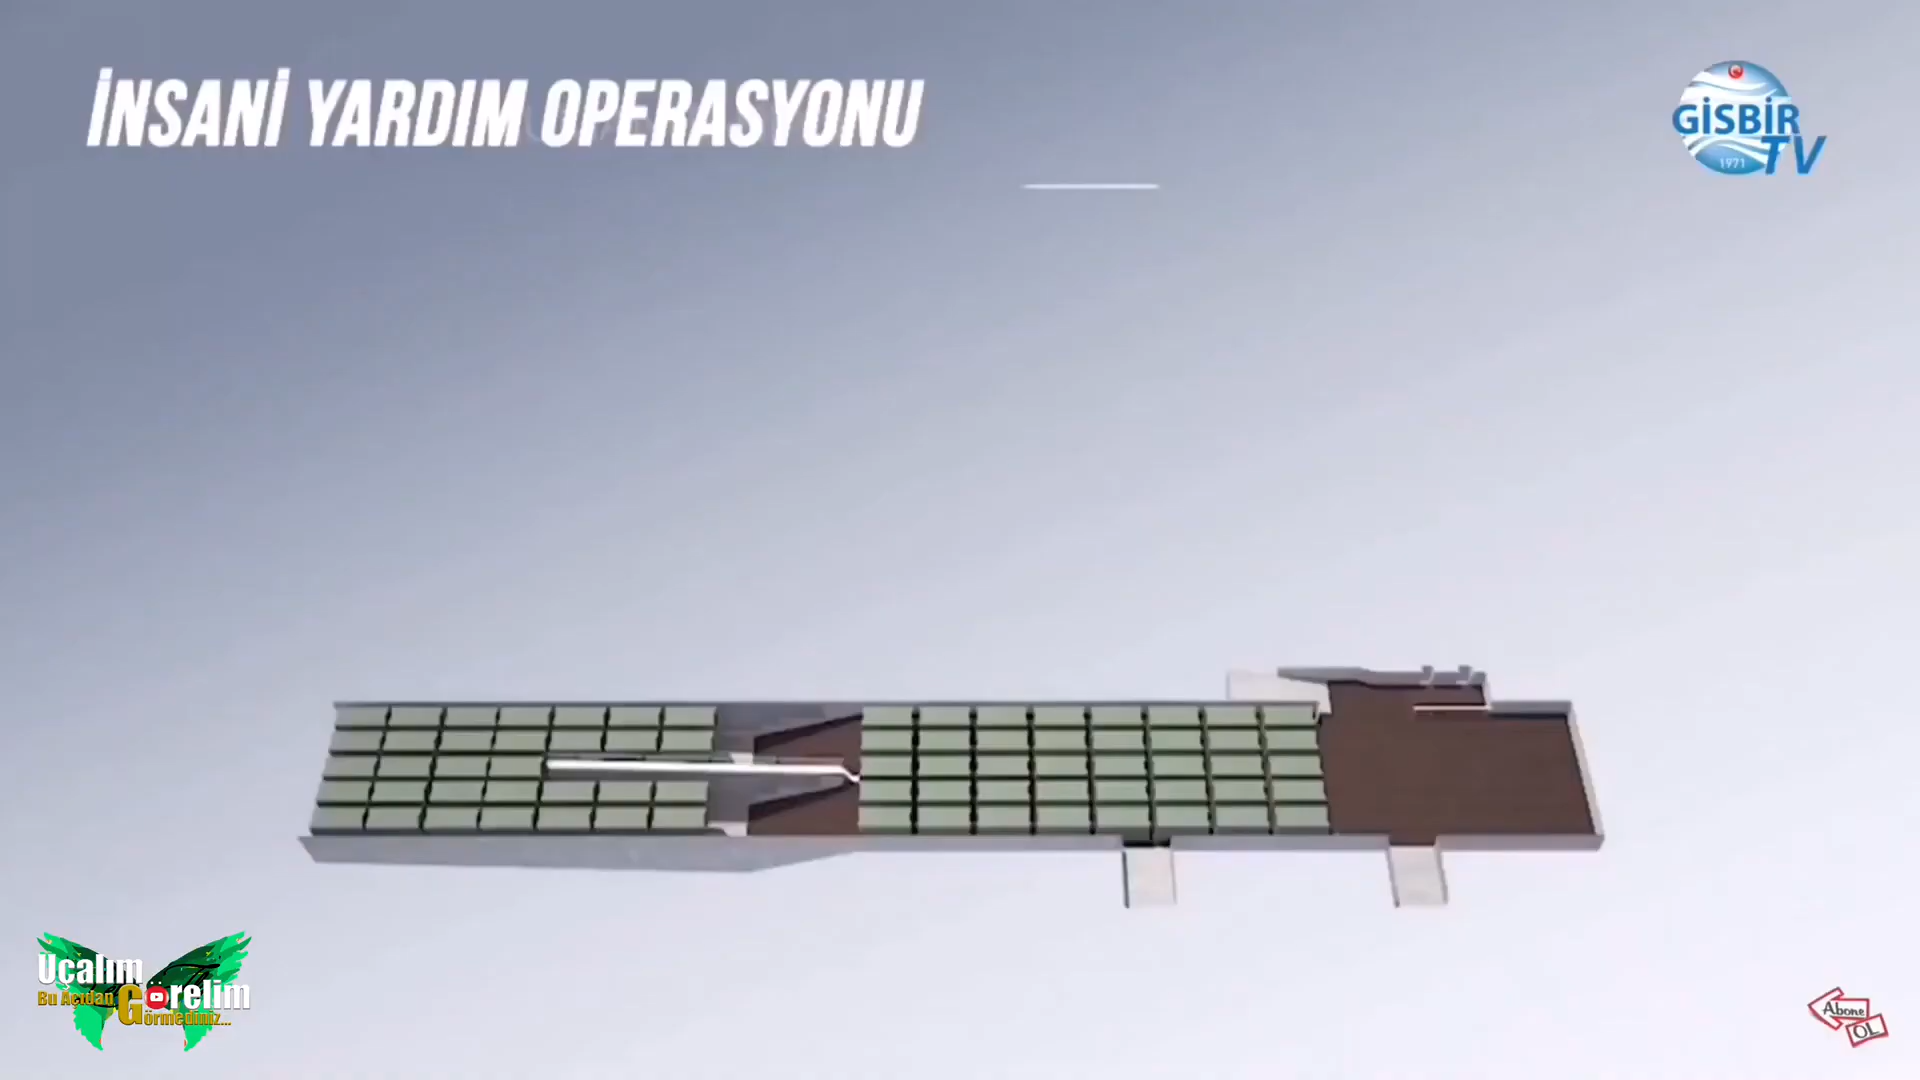 İNSANİ YARDIM OPERASYONU
GİSBİR
TV
1971
Uçalım
Bu Açıdan Görelim
Görmediniz...
Abone
OL